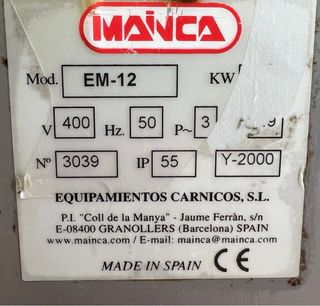 MAINCA
Mod. EM-12 KW
V 400 Hz. 50 P~ 3
Nº 3039 IP 55 Y-2000
EQUIPAMIENTOS CARNICOS, S.L.
P.I. "Coll de la Manya" - Jaume Ferràn, s/n
E-08400 GRANOLLERS (Barcelona) SPAIN
www.mainca.com / E-mail: mainca@mainca.com
MADE IN SPAIN CE